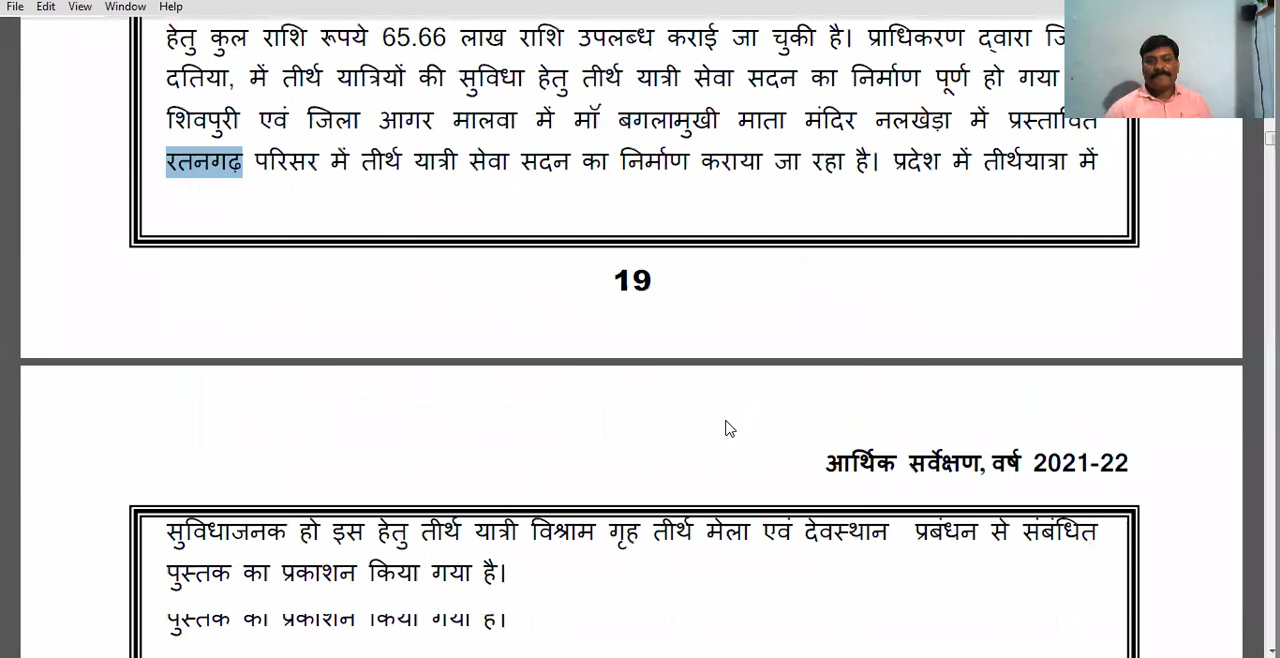 File Edit View Window Help
हेतु कुल राशि रूपये 65.66 लाख राशि उपलब्ध कराई जा चुकी है। प्राधिकरण द्वारा
दतिया, में तीर्थ यात्रियों की सुविधा हेतु तीर्थ यात्री सेवा सदन का निर्माण पूर्ण हो गया
शिवपुरी एवं जिला आगर मालवा में मॉ बगलामुखी माता मंदिर नलखेड़ा में प्रस्तावित
रतनगढ़ परिसर में तीर्थ यात्री सेवा सदन का निर्माण कराया जा रहा है। प्रदेश में तीर्थयात्रा में
19
आर्थिक सर्वेक्षण, वर्ष 2021-22
सुविधाजनक हो इस हेतु तीर्थ यात्री विश्राम गृह तीर्थ मेला एवं देवस्थान प्रबंधन से संबंधित
पुस्तक का प्रकाशन किया गया है।
पुस्तक का प्रकाशन किया गया है।